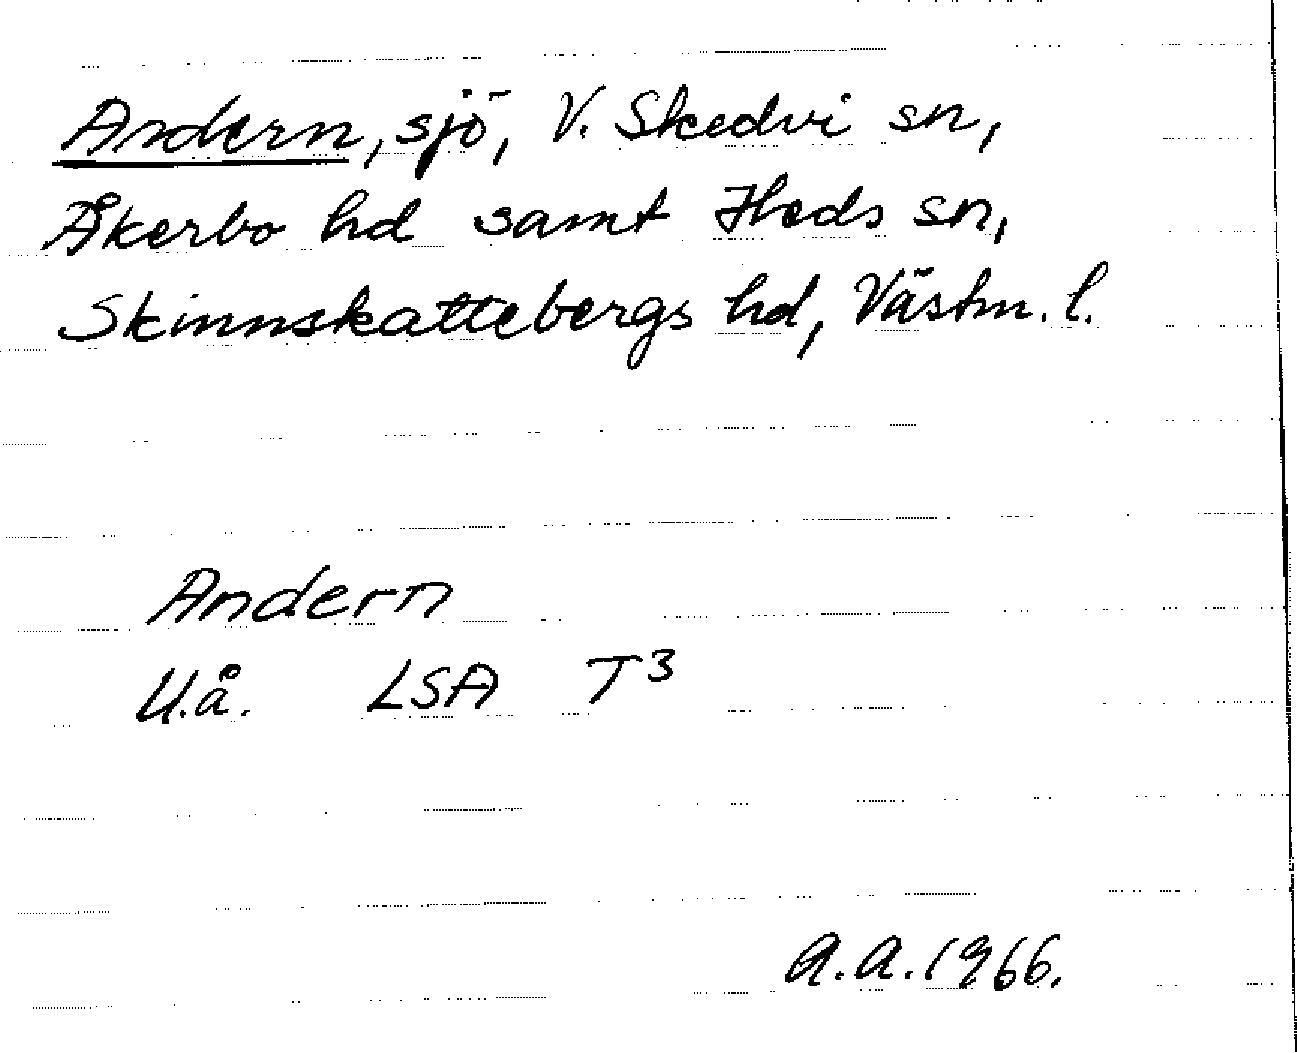 Andern, sjö, V. Skedvi sn,
Åkerbo hd samt Heds sn,
Skinnskattebergs hd, Västm. l.
Andern
U.å. LSA T3
A.A. 1966.